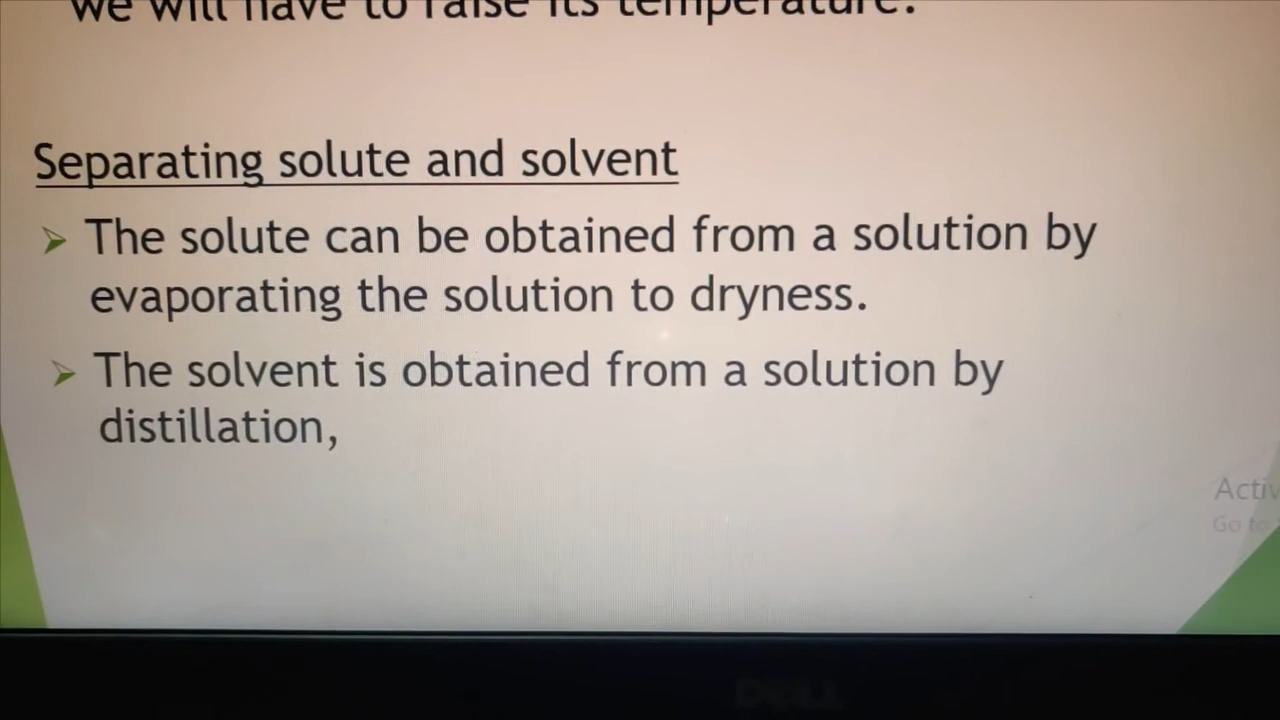 we will have to raise its temperature.
Separating solute and solvent
The solute can be obtained from a solution by
evaporating the solution to dryness.
The solvent is obtained from a solution by
distillation,
Go to
DELL